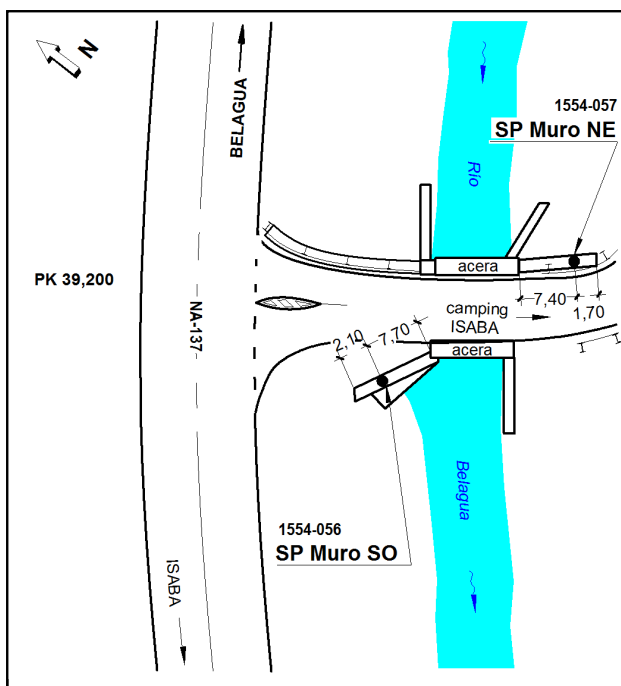 N
BELAGUA
1554-057
SP Muro NE
Río
PK 39,200
NA-137
acera
7,40
1,70
camping
ISABA
2,10
7,70
acera
Belagua
1554-056
SP Muro SO
ISABA